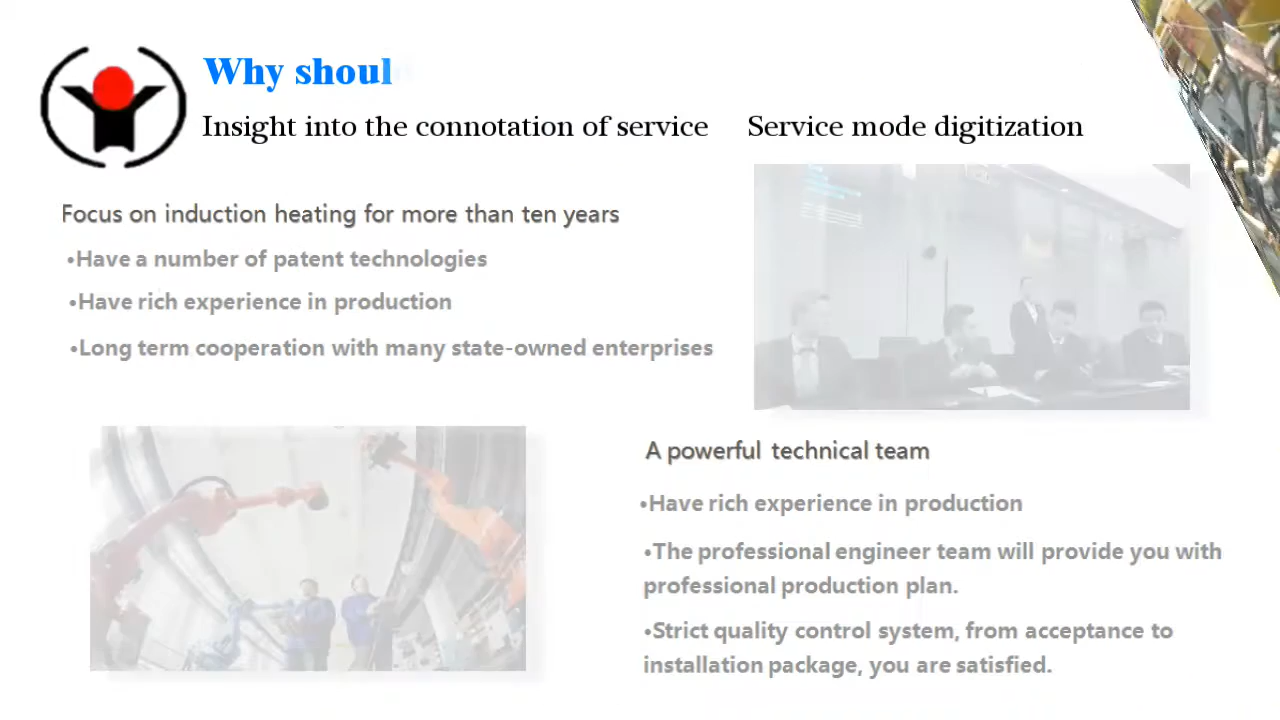 Why shoul
Insight into the connotation of service Service mode digitization
Focus on induction heating for more than ten years
•Have a number of patent technologies
•Have rich experience in production
•Long term cooperation with many state-owned enterprises
A powerful technical team
•Have rich experience in production
•The professional engineer team will provide you with
professional production plan.
•Strict quality control system, from acceptance to
installation package, you are satisfied.